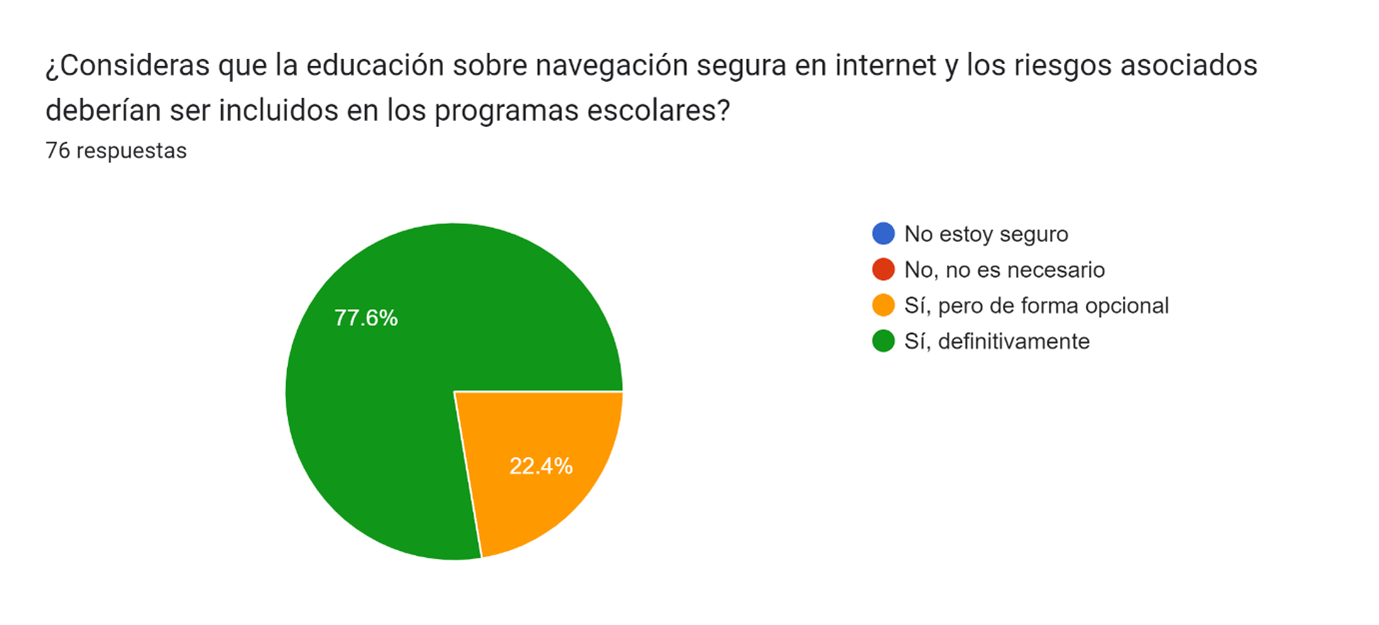 ¿Consideras que la educación sobre navegación segura en internet y los riesgos asociados
deberían ser incluidos en los programas escolares?
76 respuestas
No estoy seguro
No, no es necesario
Sí, pero de forma opcional
Sí, definitivamente
77.6%
22.4%